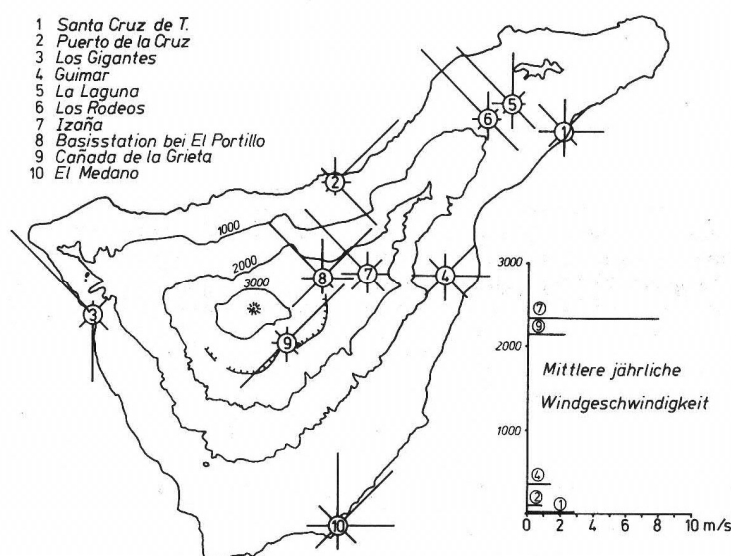 1 Santa Cruz de T.
2 Puerto de la Cruz
3 Los Gigantes
4 Guimar
5 La Laguna
6 Los Rodeos
7 Izaña
8 Basisstation bei El Portillo
9 Cañada de la Grieta
10 El Medano
5
6
1
2
1000
2000
3000
8
7
4
3
9
10
3000
7
9
2000
Mittlere jährliche
Windgeschwindigkeit
1000
4
2
1
0 2 4 6 8 10 m/s